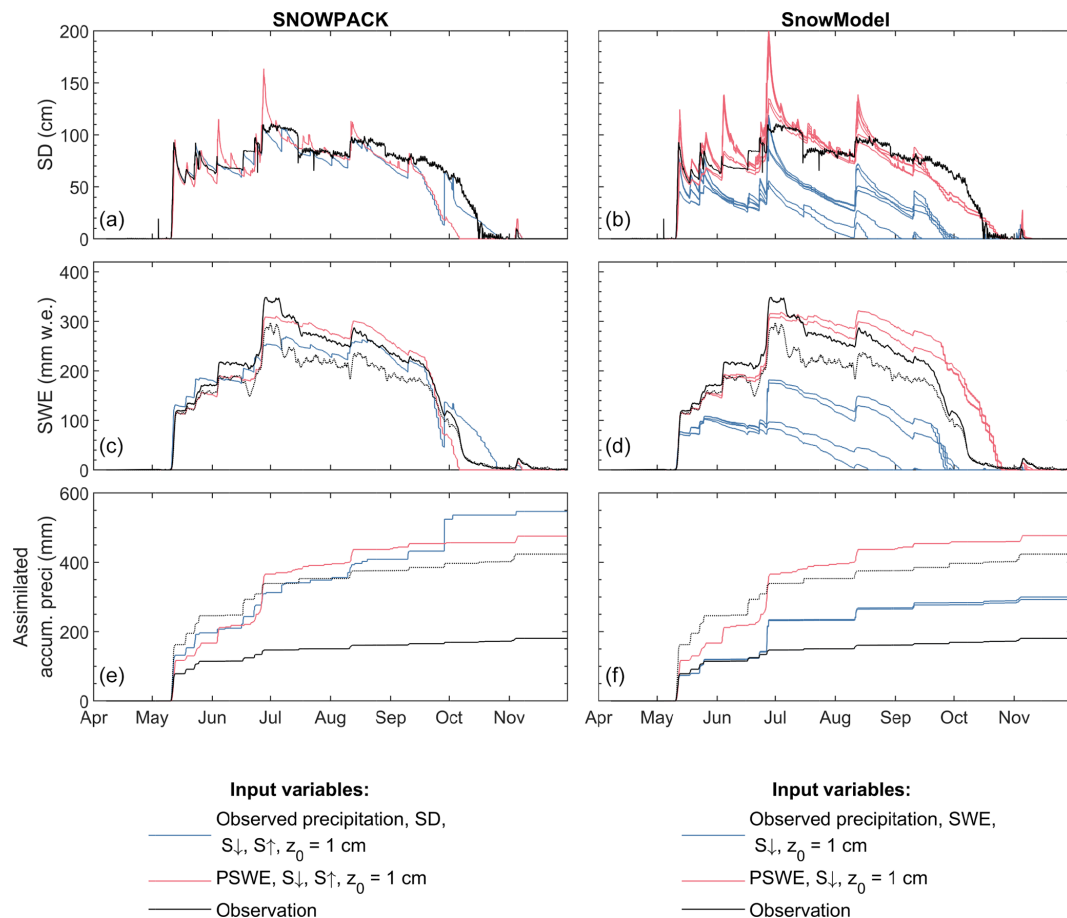 SNOWPACK
SnowModel
SD (cm)
200
150
100
50
0
(a)
(b)
SWE (mm w.e.)
400
300
200
100
0
(c)
(d)
Assimilated
accum. preci (mm)
600
400
200
0
(e)
(f)
Apr May Jun Jul Aug Sep Oct Nov
Apr May Jun Jul Aug Sep Oct Nov
Input variables:
Observed precipitation, SD,
S↓, S↑, z₀ = 1 cm
PSWE, S↓, S↑, z₀ = 1 cm
Observation
Input variables:
Observed precipitation, SWE,
S↓, z₀ = 1 cm
PSWE, S↓, z₀ = 1 cm
Observation